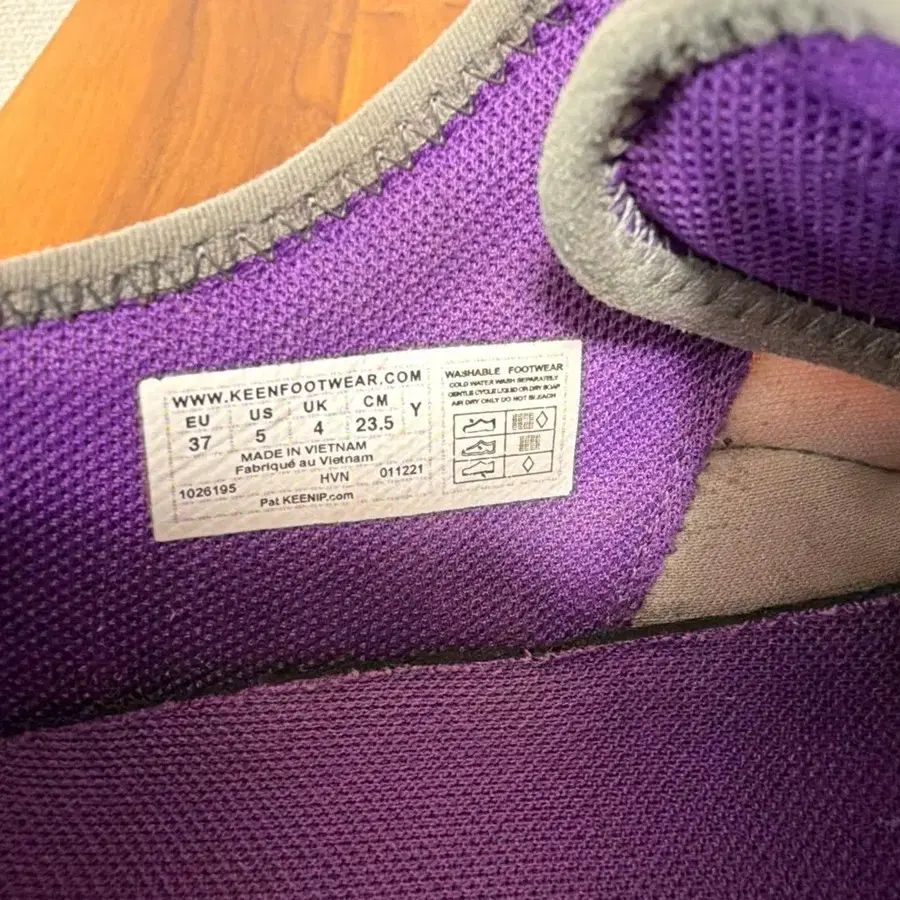 WWW.KEENFOOTWEAR.COM
EU US UK CM Y
37 5 4 23.5
MADE IN VIETNAM
Fabriqué au Vietnam
HVN 011221
1026195
Pat KEENIP.com
WASHABLE FOOTWEAR
COLD WATER WASH SEPARATELY
GENTLE CYCLE LIQUID OR DRY SOAP
AIR DRY ONLY DO NOT BLEACH